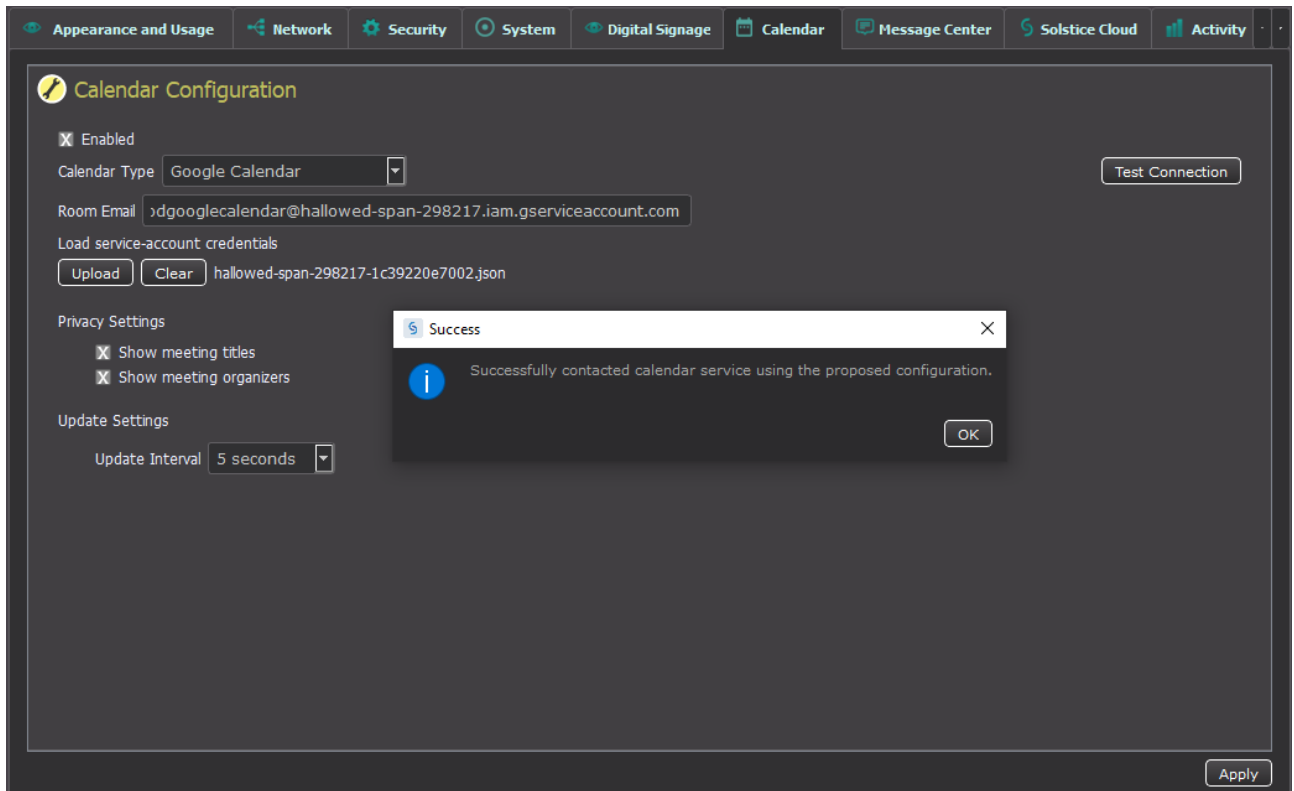 Appearance and Usage Network Security System Digital Signage Calendar Message Center Solstice Cloud Activity
Calendar Configuration
X Enabled
Calendar Type Google Calendar Test Connection
Room Email odgooglecalendar@hallowed-span-298217.iam.gserviceaccount.com
Load service-account credentials
Upload Clear hallowed-span-298217-1c39220e7002.json
Privacy Settings
X Show meeting titles
X Show meeting organizers
Update Settings
Update Interval 5 seconds
Success
Successfully contacted calendar service using the proposed configuration.
OK
Apply